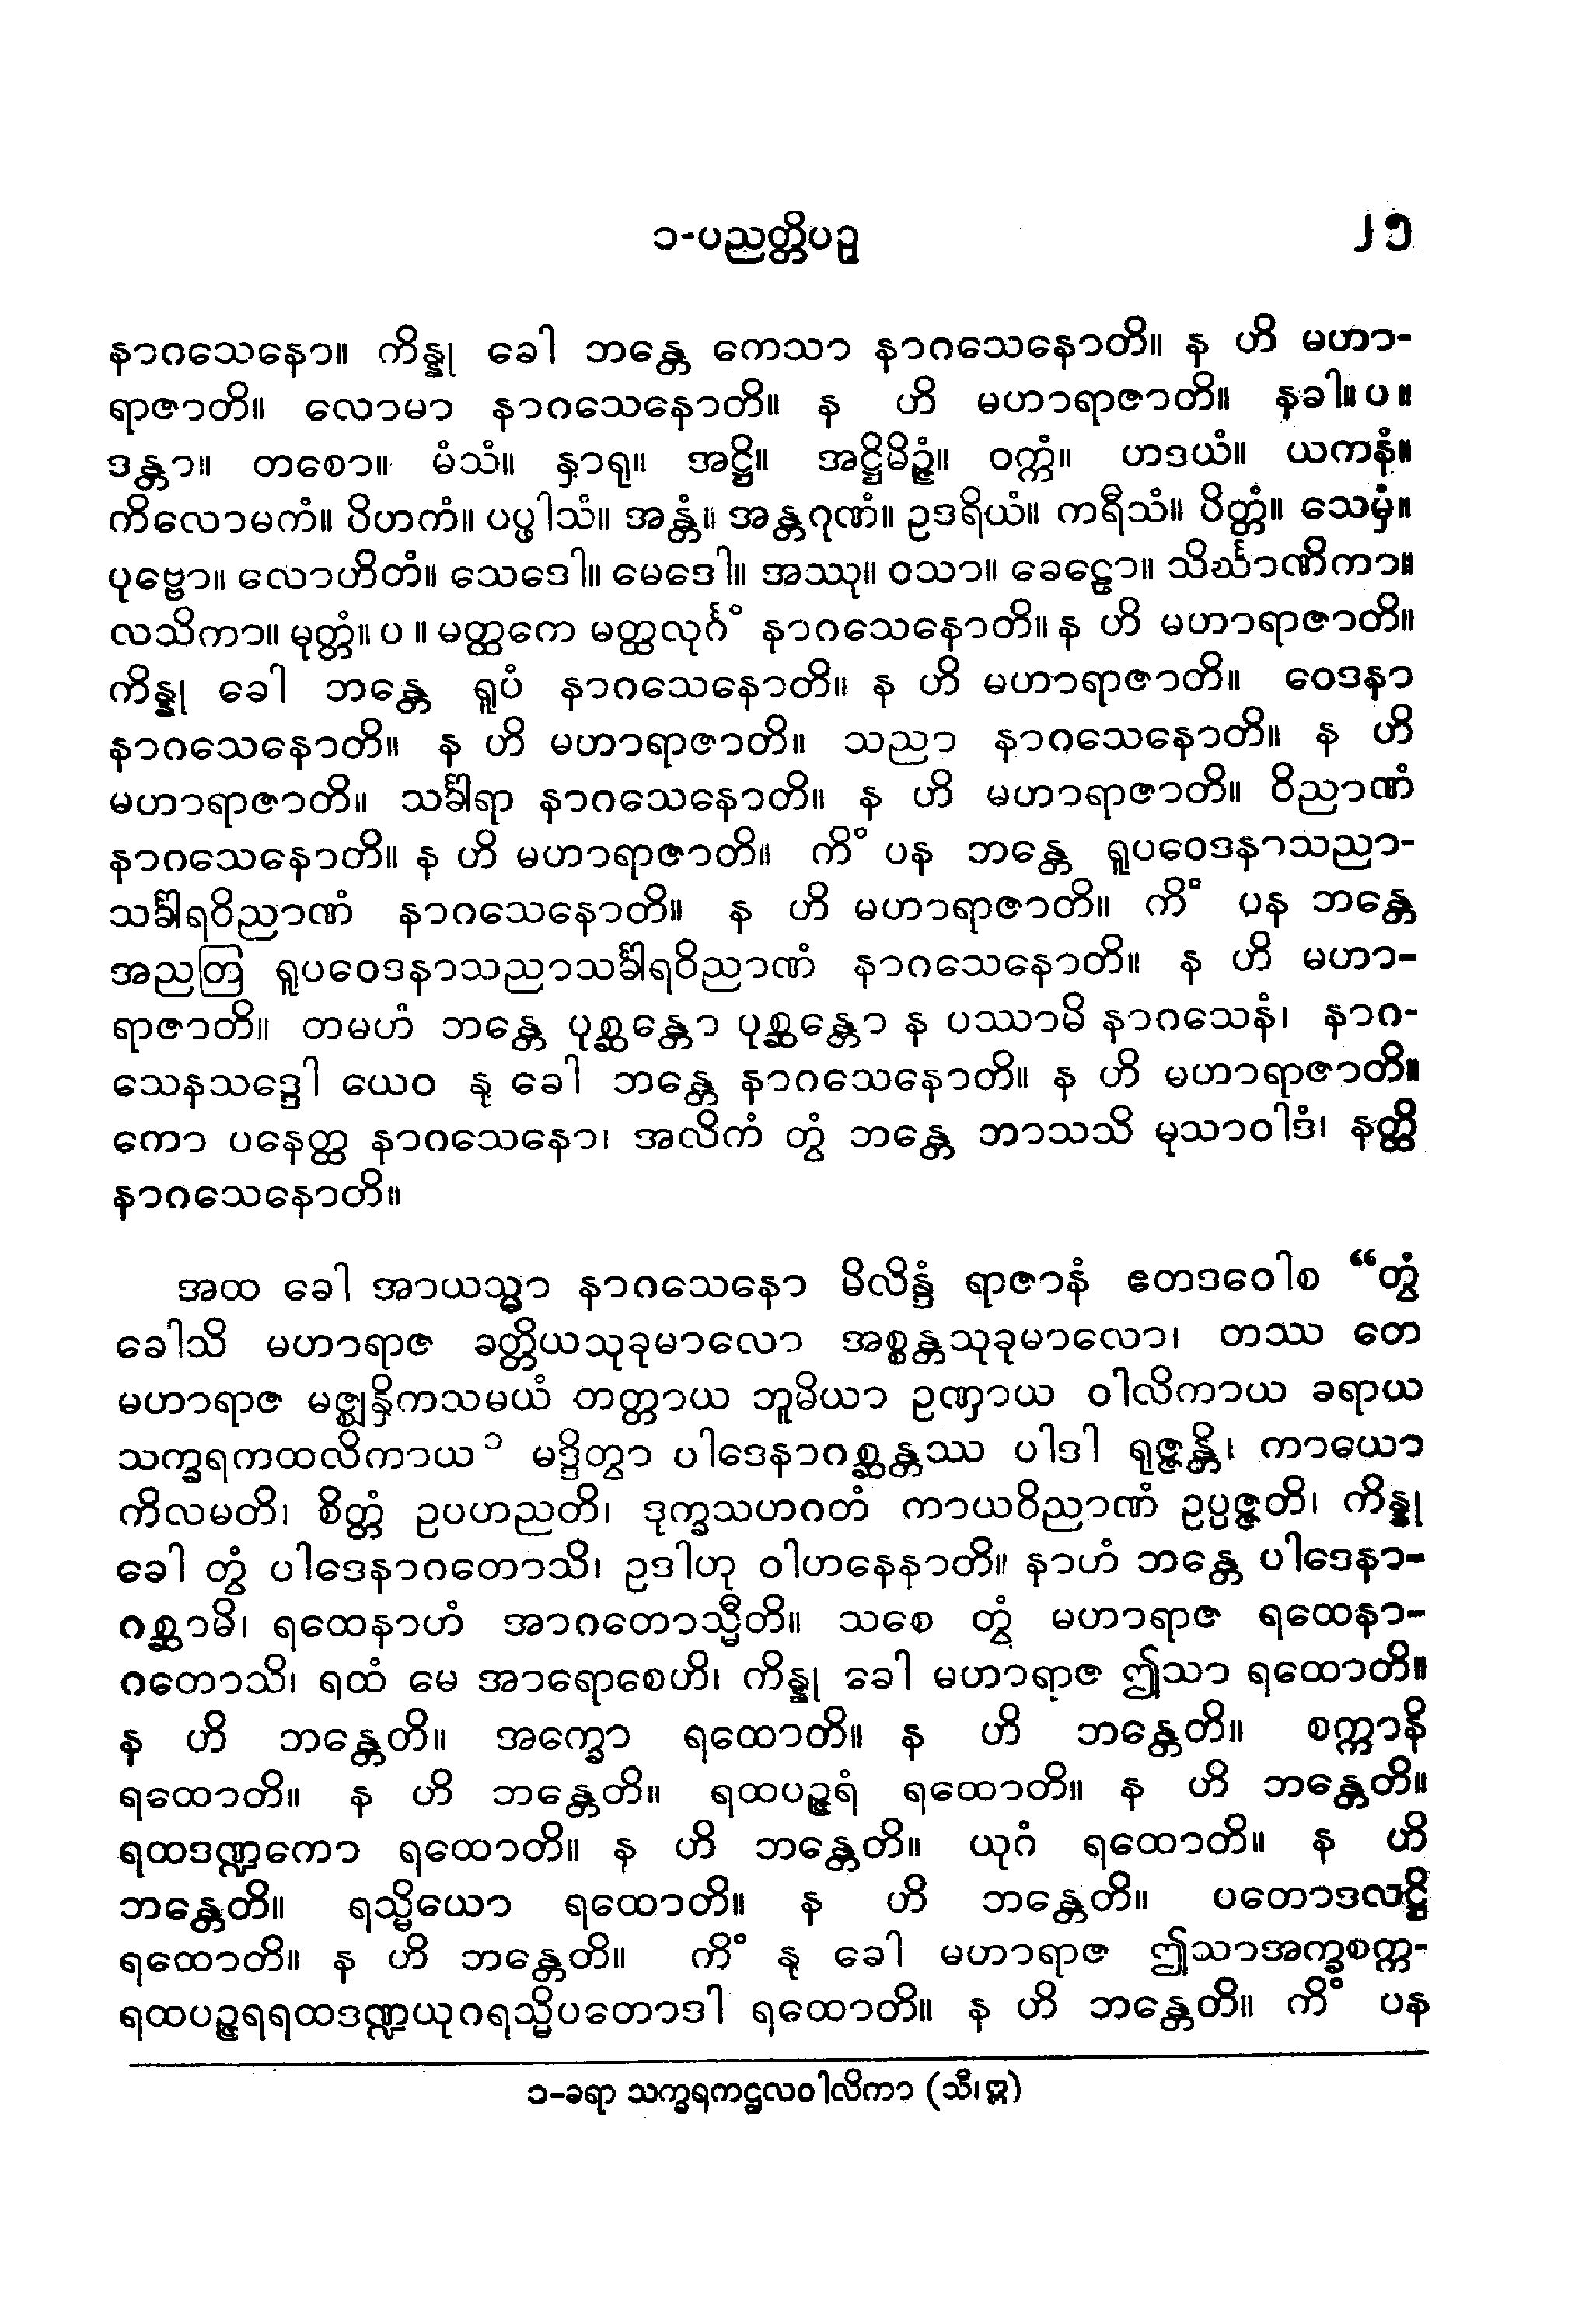 ၁-ပညတ္တိပဉှ ၂၅
နာဂသေနော။ ကိန္နု ခေါ ဘန္တေ ကေသာ နာဂသေနောတိ။ န ဟိ မဟာ-
ရာဇာတိ။ လောမာ နာဂသေနောတိ။ န ဟိ မဟာရာဇာတိ။ နခါ။ပ။
ဒန္တာ။ တစော။ မံသံ။ နှာရု။ အဋ္ဌိ။ အဋ္ဌိမိဉ္ဇံ။ ဝက္ကံ။ ဟဒယံ။ ယကနံ။
ကိလောမကံ။ ပိဟကံ။ ပပ္ဖါသံ။ အန္တံ။ အန္တဂုဏံ။ ဥဒရိယံ။ ကရီသံ။ ပိတ္တံ။ သေမှံ။
ပုဗ္ဗော။ လောဟိတံ။ သေဒေါ။ မေဒေါ။ အဿု။ ဝသာ။ ခေဠော။ သိင်္ဃာဏိကာ။
လသိကာ။ မုတ္တံ။ပ။ မတ္ထကေ မတ္ထလုင်္ဂံ နာဂသေနောတိ။ န ဟိ မဟာရာဇာတိ။
ကိန္နု ခေါ ဘန္တေ ရူပံ နာဂသေနောတိ။ န ဟိ မဟာရာဇာတိ။ ဝေဒနာ
နာဂသေနောတိ။ န ဟိ မဟာရာဇာတိ။ သညာ နာဂသေနောတိ။ န ဟိ
မဟာရာဇာတိ။ သင်္ခါရာ နာဂသေနောတိ။ န ဟိ မဟာရာဇာတိ။ ဝိညာဏံ
နာဂသေနောတိ။ န ဟိ မဟာရာဇာတိ။ ကိံ ပန ဘန္တေ ရူပဝေဒနာသညာ-
သင်္ခါရဝိညာဏံ နာဂသေနောတိ။ န ဟိ မဟာရာဇာတိ။ ကိံ ပန ဘန္တေ
အညတြ ရူပဝေဒနာသညာသင်္ခါရဝိညာဏံ နာဂသေနောတိ။ န ဟိ မဟာ-
ရာဇာတိ။ တမဟံ ဘန္တေ ပုစ္ဆန္တော ပုစ္ဆန္တော န ပဿာမိ နာဂသေနံ၊ နာဂ-
သေနသဒ္ဒေါ ယေဝ နု ခေါ ဘန္တေ နာဂသေနောတိ။ န ဟိ မဟာရာဇာတိ။
ကော ပနေတ္ထ နာဂသေနော၊ အလိကံ တွံ ဘန္တေ ဘာသသိ မုသာဝါဒံ၊ နတ္ထိ
နာဂသေနောတိ။
အထ ခေါ အာယသ္မာ နာဂသေနော မိလိန္ဒံ ရာဇာနံ ဧတဒဝေါစ “တွံ
ခေါသိ မဟာရာဇ ခတ္တိယသုခုမာလော အစ္စန္တသုခုမာလော၊ တဿ တေ
မဟာရာဇ မဇ္ဈနှိကသမယံ တတ္တာယ ဘူမိယာ ဥဏှာယ ဝါလိကာယ ခရာယ
သက္ခရကထလိကာယ ၁ မဒ္ဒိတွာ ပါဒေနာဂစ္ဆန္တဿ ပါဒါ ရုဇ္ဇန္တိ၊ ကာယော
ကိလမတိ၊ စိတ္တံ ဥပဟညတိ၊ ဒုက္ခသဟဂတံ ကာယဝိညာဏံ ဥပ္ပဇ္ဇတိ၊ ကိန္နု
ခေါ တွံ ပါဒေနာဂတောသိ၊ ဥဒါဟု ဝါဟနေနာတိ။ နာဟံ ဘန္တေ ပါဒေနာ-
ဂစ္ဆာမိ၊ ရထေနာဟံ အာဂတောသ္မီတိ။ သစေ တွံ မဟာရာဇ ရထေနာ-
ဂတောသိ၊ ရထံ မေ အာရောစေဟိ၊ ကိန္နု ခေါ မဟာရာဇ ဤသာ ရထောတိ။
န ဟိ ဘန္တေတိ။ အက္ခော ရထောတိ။ န ဟိ ဘန္တေတိ။ စက္ကာနိ
ရထောတိ။ န ဟိ ဘန္တေတိ။ ရထပဉ္ဇရံ ရထောတိ။ န ဟိ ဘန္တေတိ။
ရထဒဏ္ဍကော ရထောတိ။ န ဟိ ဘန္တေတိ။ ယုဂံ ရထောတိ။ န ဟိ
ဘန္တေတိ။ ရသ္မိယော ရထောတိ။ န ဟိ ဘန္တေတိ။ ပတောဒလဋ္ဌိ
ရထောတိ။ န ဟိ ဘန္တေတိ။ ကိံ နု ခေါ မဟာရာဇ ဤသာအက္ခစက္က-
ရထပဉ္ဇရရထဒဏ္ဍယုဂရသ္မိပတောဒါ ရထောတိ။ န ဟိ ဘန္တေတိ။ ကိံ ပန
၁-ခရာ သက္ခရကဋ္ဌလဝါလိကာ (သီ၊ဣ)